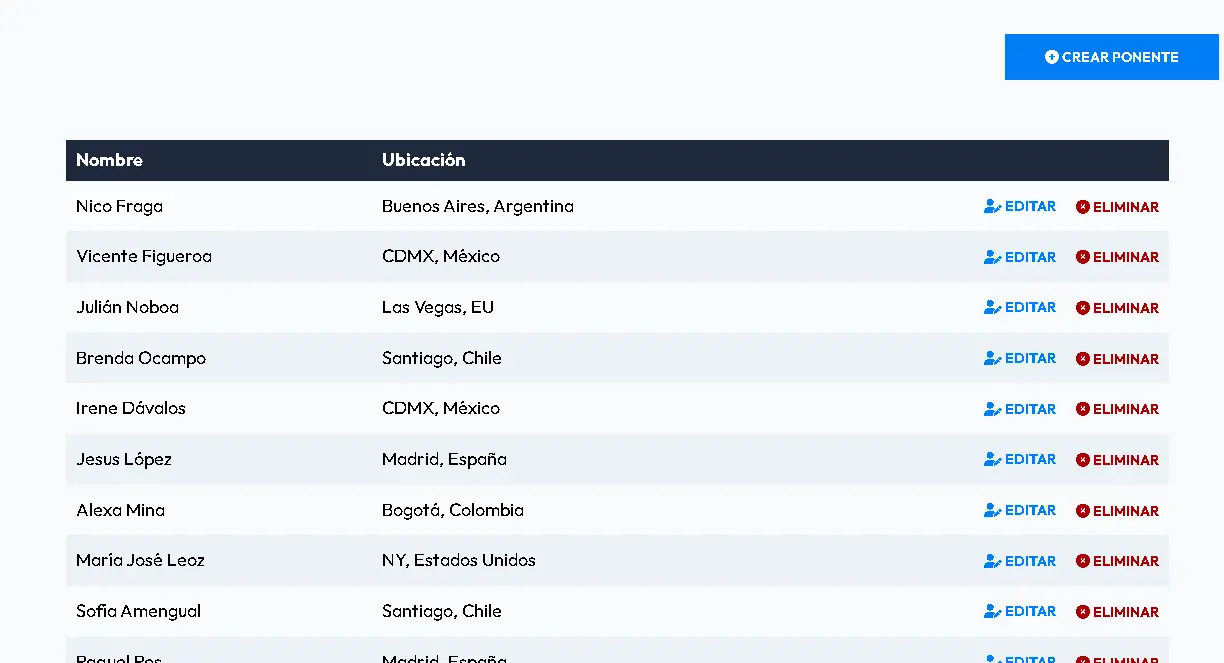 CREAR PONENTE
Nombre Ubicación
Nico Fraga Buenos Aires, Argentina EDITAR ELIMINAR
Vicente Figueroa CDMX, México EDITAR ELIMINAR
Julián Noboa Las Vegas, EU EDITAR ELIMINAR
Brenda Ocampo Santiago, Chile EDITAR ELIMINAR
Irene Dávalos CDMX, México EDITAR ELIMINAR
Jesus López Madrid, España EDITAR ELIMINAR
Alexa Mina Bogotá, Colombia EDITAR ELIMINAR
María José Leoz NY, Estados Unidos EDITAR ELIMINAR
Sofia Amengual Santiago, Chile EDITAR ELIMINAR
Madrid, España EDITAR ELIMINAR